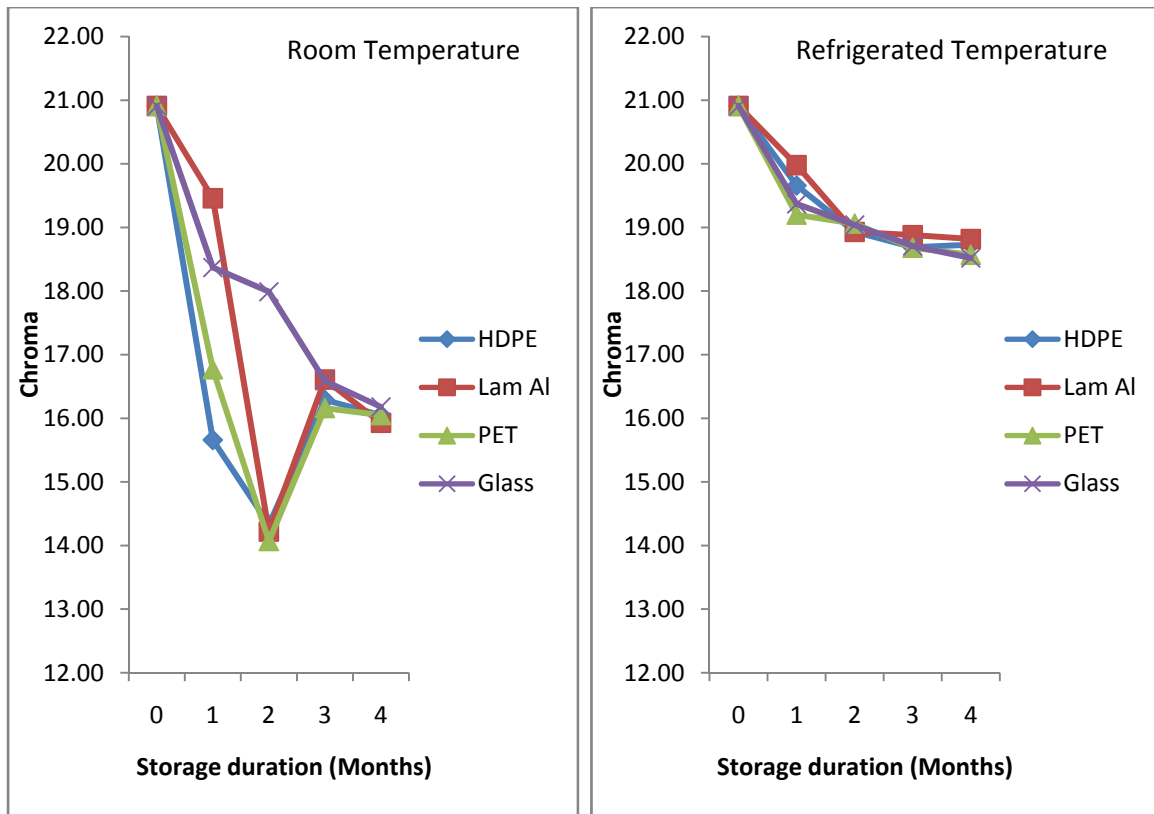 Room Temperature
22.00
21.00
20.00
19.00
18.00
17.00
16.00
15.00
14.00
13.00
12.00
Chroma
0 1 2 3 4
Storage duration (Months)
HDPE
Lam Al
PET
Glass
Refrigerated Temperature
22.00
21.00
20.00
19.00
18.00
17.00
16.00
15.00
14.00
13.00
12.00
Chroma
0 1 2 3 4
Storage duration (Months)
HDPE
Lam Al
PET
Glass